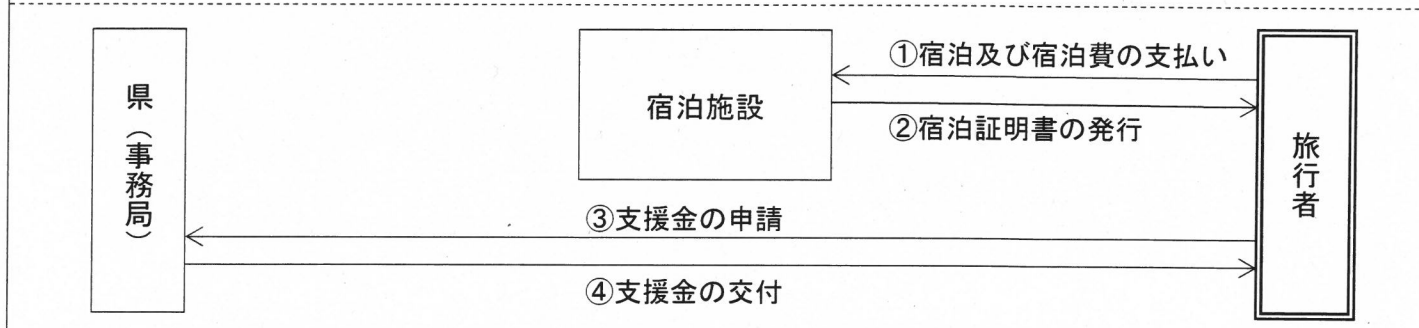 県（事務局）
宿泊施設
①宿泊及び宿泊費の支払い
②宿泊証明書の発行
旅行者
③支援金の申請
④支援金の交付